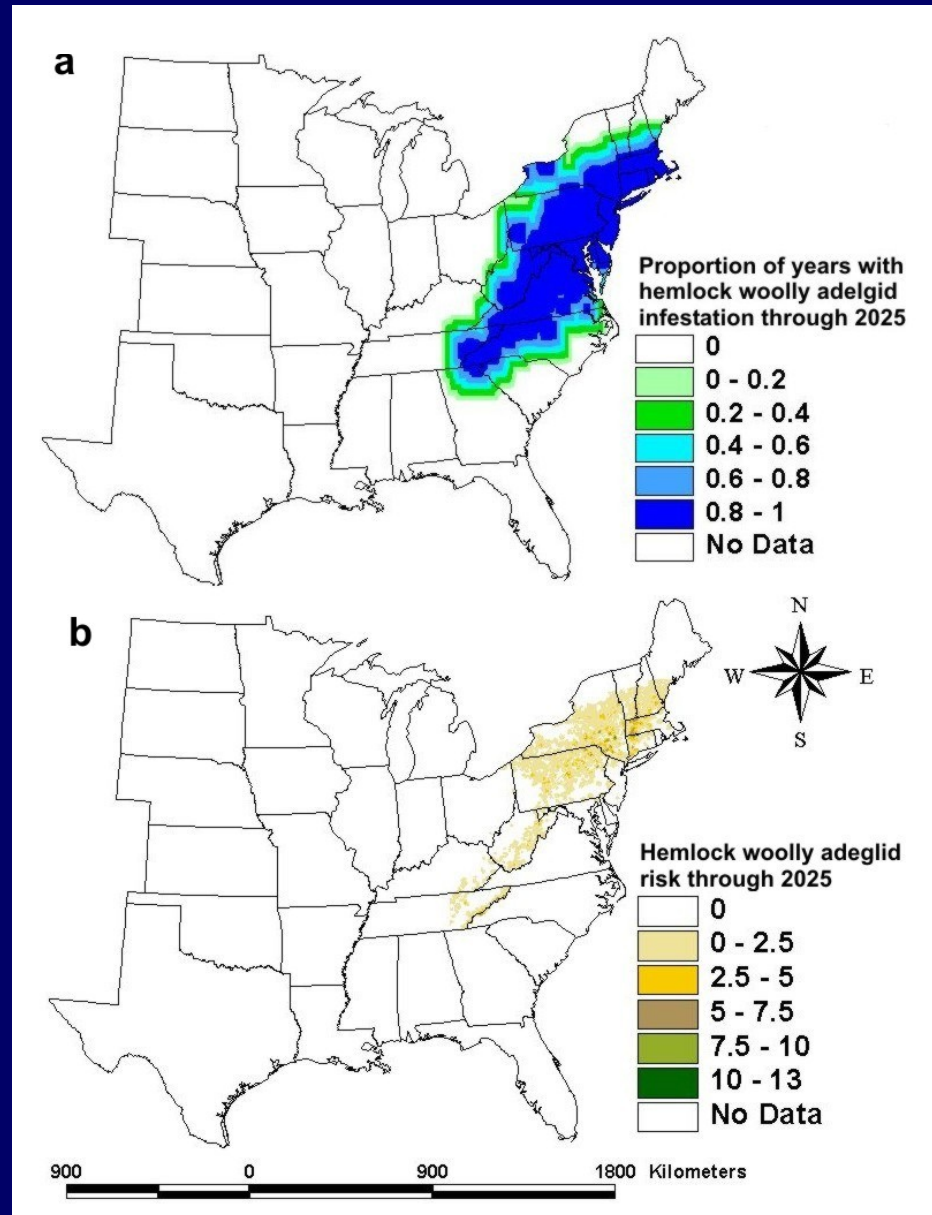 a
Proportion of years with
hemlock woolly adelgid
infestation through 2025
0
0 - 0.2
0.2 - 0.4
0.4 - 0.6
0.6 - 0.8
0.8 - 1
No Data
b
N
W E
S
Hemlock woolly adeglid
risk through 2025
0
0 - 2.5
2.5 - 5
5 - 7.5
7.5 - 10
10 - 13
No Data
900 0 900 1800 Kilometers